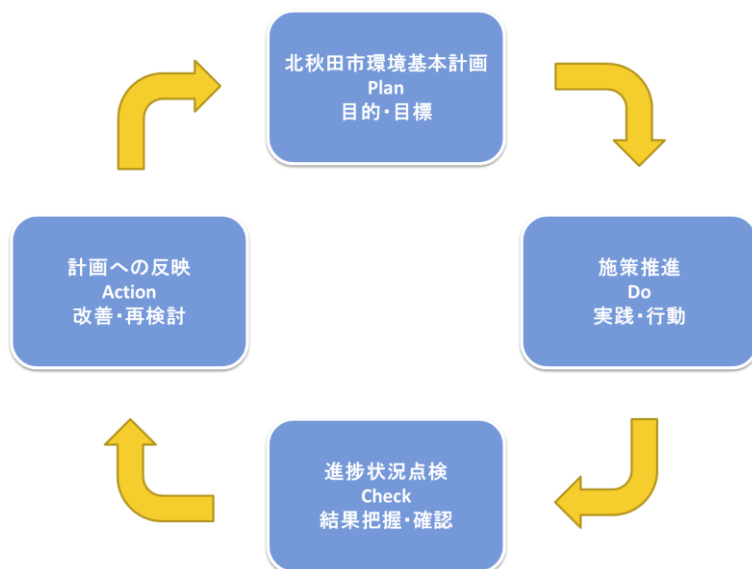 北秋田市環境基本計画
Plan
目的・目標
施策推進
Do
実践・行動
進捗状況点検
Check
結果把握・確認
計画への反映
Action
改善・再検討